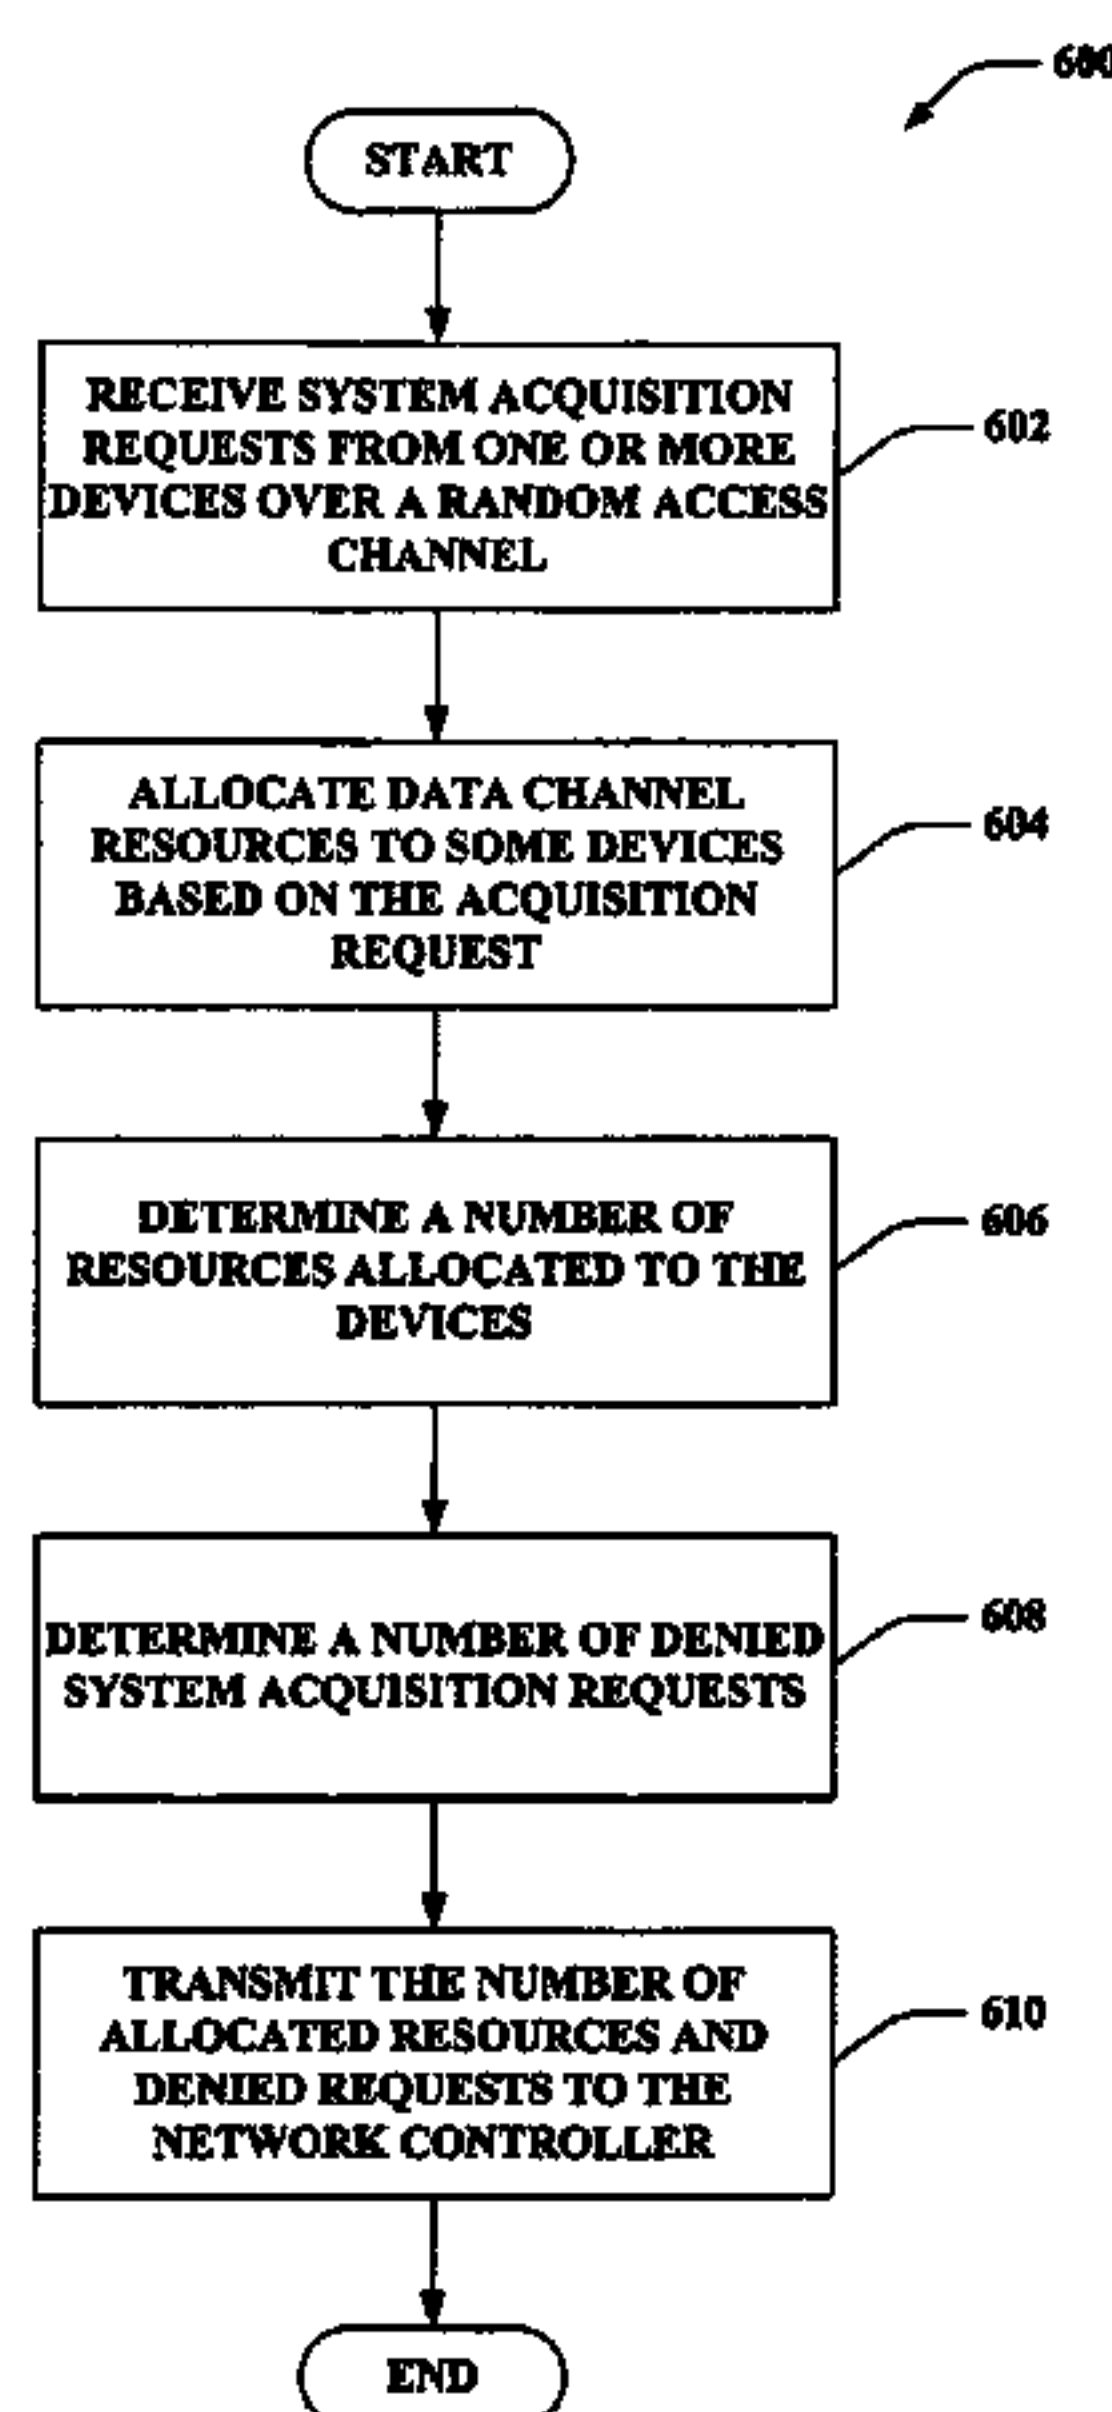 600
START
RECEIVE SYSTEM ACQUISITION
REQUESTS FROM ONE OR MORE
DEVICES OVER A RANDOM ACCESS
CHANNEL
602
ALLOCATE DATA CHANNEL
RESOURCES TO SOME DEVICES
BASED ON THE ACQUISITION
REQUEST
604
DETERMINE A NUMBER OF
RESOURCES ALLOCATED TO THE
DEVICES
606
DETERMINE A NUMBER OF DENIED
SYSTEM ACQUISITION REQUESTS
608
TRANSMIT THE NUMBER OF
ALLOCATED RESOURCES AND
DENIED REQUESTS TO THE
NETWORK CONTROLLER
610
END